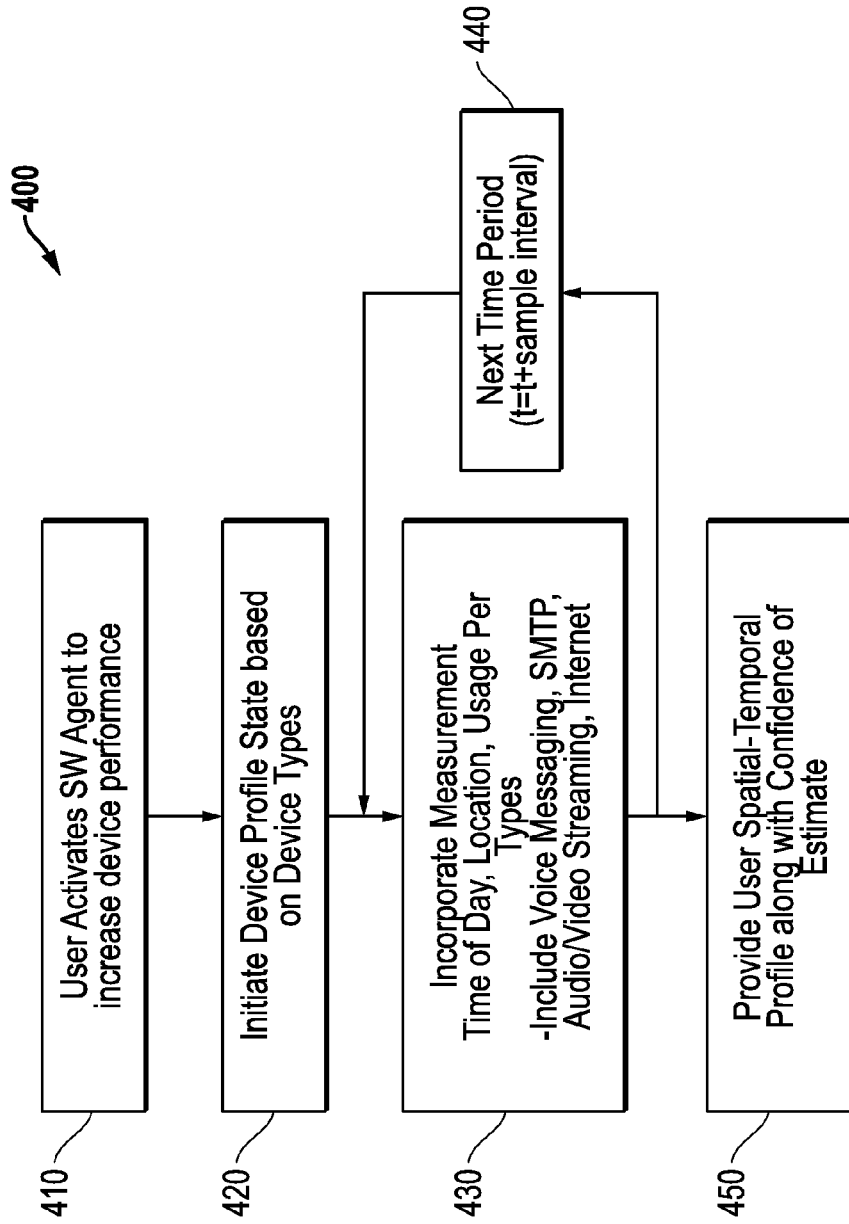 400
410
User Activates SW Agent to
increase device performance
420
Initiate Device Profile State based
on Device Types
430
Incorporate Measurement
Time of Day, Location, Usage Per
Types
-Include Voice Messaging, SMTP,
Audio/Video Streaming, Internet
440
Next Time Period
(t=t+sample interval)
450
Provide User Spatial-Temporal
Profile along with Confidence of
Estimate